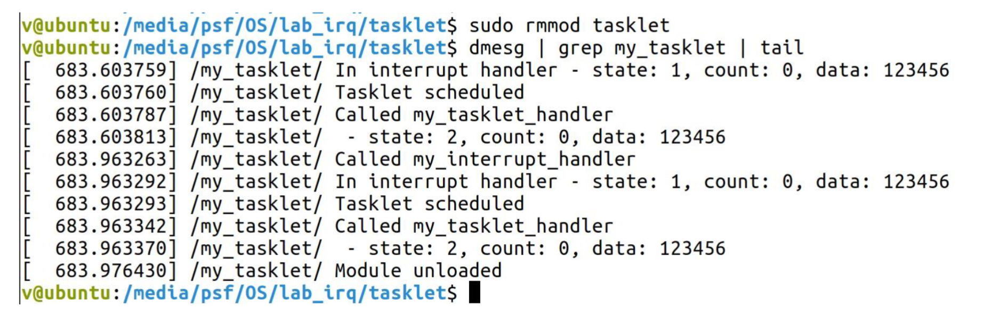 v@ubuntu:/media/psf/OS/lab_irq/tasklet$ sudo rmmod tasklet
v@ubuntu:/media/psf/OS/lab_irq/tasklet$ dmesg | grep my_tasklet | tail
[  683.603759] /my_tasklet/ In interrupt handler - state: 1, count: 0, data: 123456
[  683.603760] /my_tasklet/ Tasklet scheduled
[  683.603787] /my_tasklet/ Called my_tasklet_handler
[  683.603813] /my_tasklet/  - state: 2, count: 0, data: 123456
[  683.963263] /my_tasklet/ Called my_interrupt_handler
[  683.963292] /my_tasklet/ In interrupt handler - state: 1, count: 0, data: 123456
[  683.963293] /my_tasklet/ Tasklet scheduled
[  683.963342] /my_tasklet/ Called my_tasklet_handler
[  683.963370] /my_tasklet/  - state: 2, count: 0, data: 123456
[  683.976430] /my_tasklet/ Module unloaded
v@ubuntu:/media/psf/OS/lab_irq/tasklet$